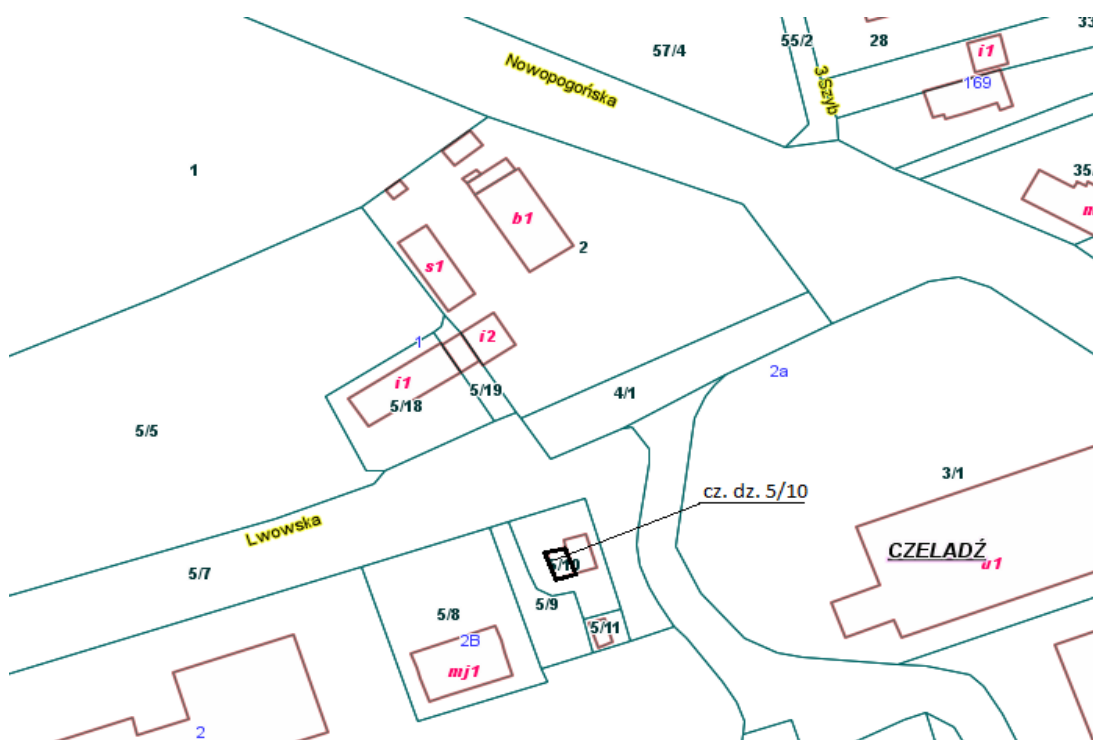 33
57/4
55/2
28
i1
Nowopogońska
3 Szyb
169
1
35/
b1
2
s1
1
i2
i1
5/18
5/19
4/1
2a
5/5
cz. dz. 5/10
3/1
Lwowska
CZELADŹ
u1
5/7
5/10
5/9
5/8
5/11
2B
mj1
2